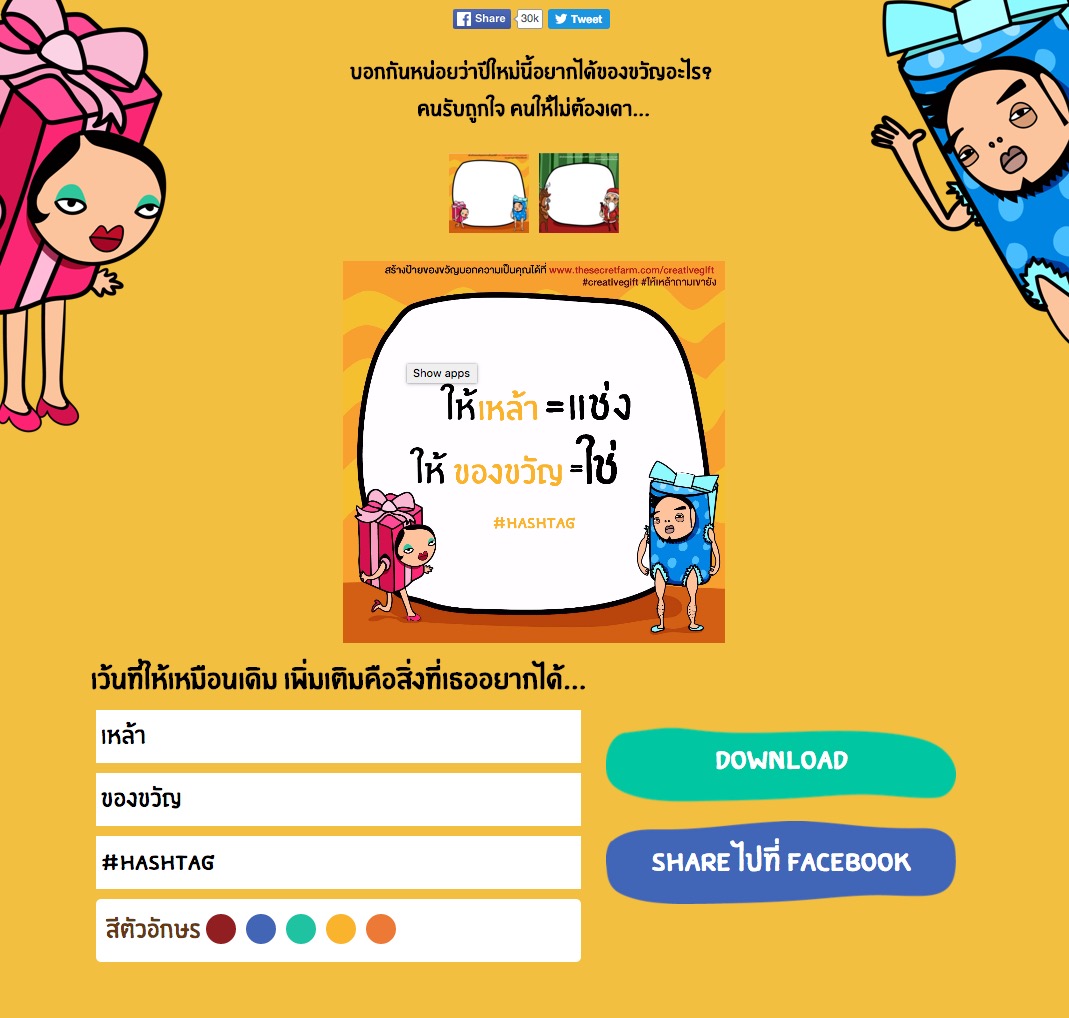 Share 30k Tweet
บอกกันหน่อยว่าปีใหม่นี้อยากได้ของขวัญอะไร?
คนรับถูกใจ คนให้ไม่ต้องเดา...
สร้างป้ายของขวัญบอกความเป็นคุณได้ที่ www.thesecretfarm.com/creativegift
#creativegift #ให้เหล้าถามเขายัง
Show apps
ให้เหล้า =แช่ง
ให้ ของขวัญ =ใช่
#HASHTAG
เว้นที่ให้เหมือนเดิม เพิ่มเติมคือสิ่งที่เธออยากได้...
เหล้า
ของขวัญ
#HASHTAG
สีตัวอักษร
DOWNLOAD
SHARE ไปที่ FACEBOOK